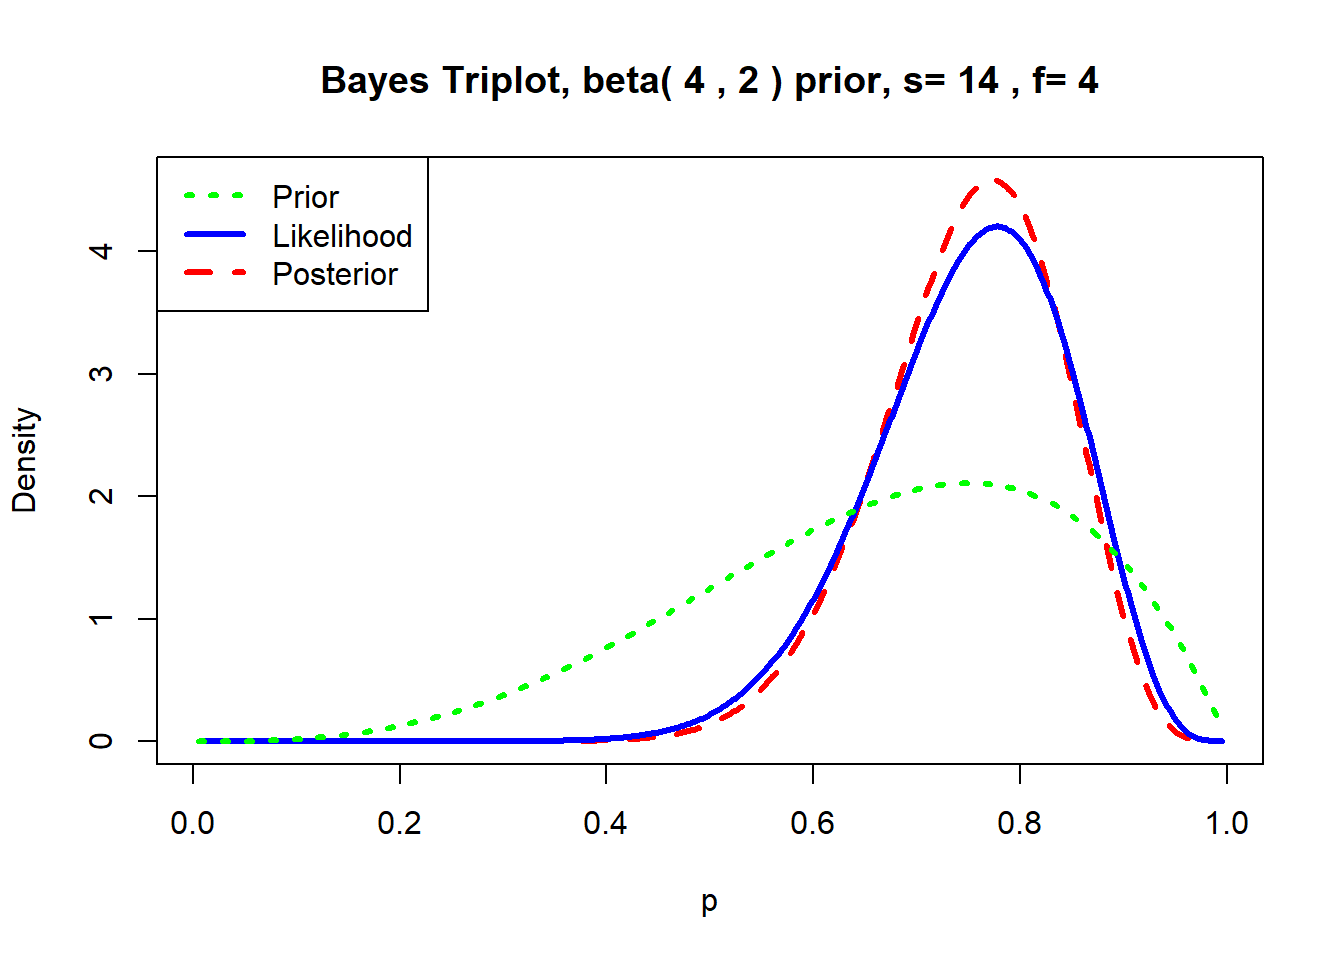 Bayes Triplot, beta( 4 , 2 ) prior, s= 14 , f= 4
Prior
Likelihood
Posterior
Density
4
3
2
1
0
0.0 0.2 0.4 0.6 0.8 1.0
p